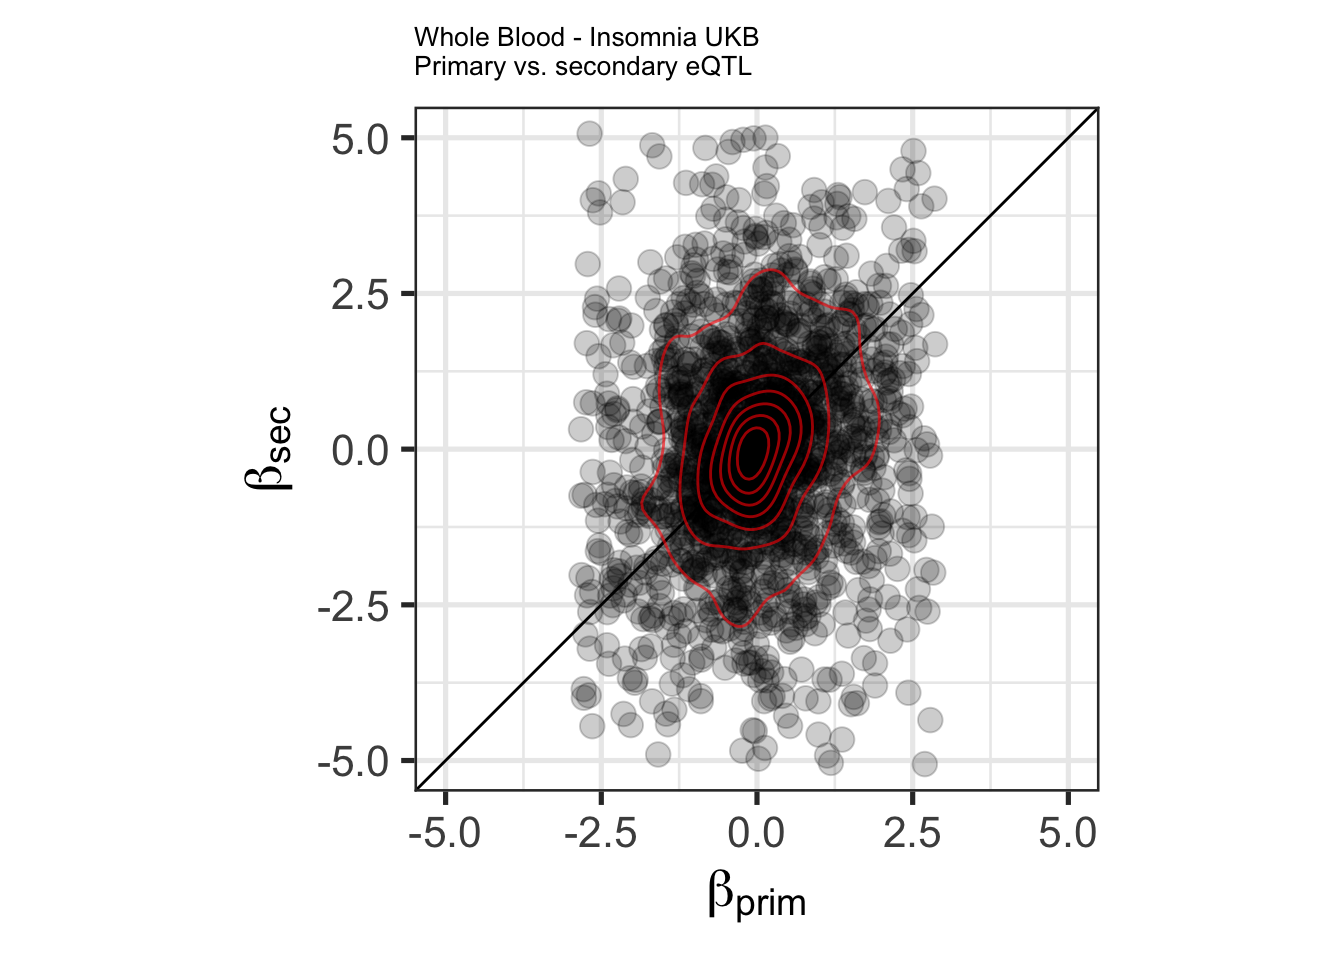 Whole Blood - Insomnia UKB
Primary vs. secondary eQTL
5.0
2.5
0.0
-2.5
-5.0
βsec
-5.0 -2.5 0.0 2.5 5.0
βprim